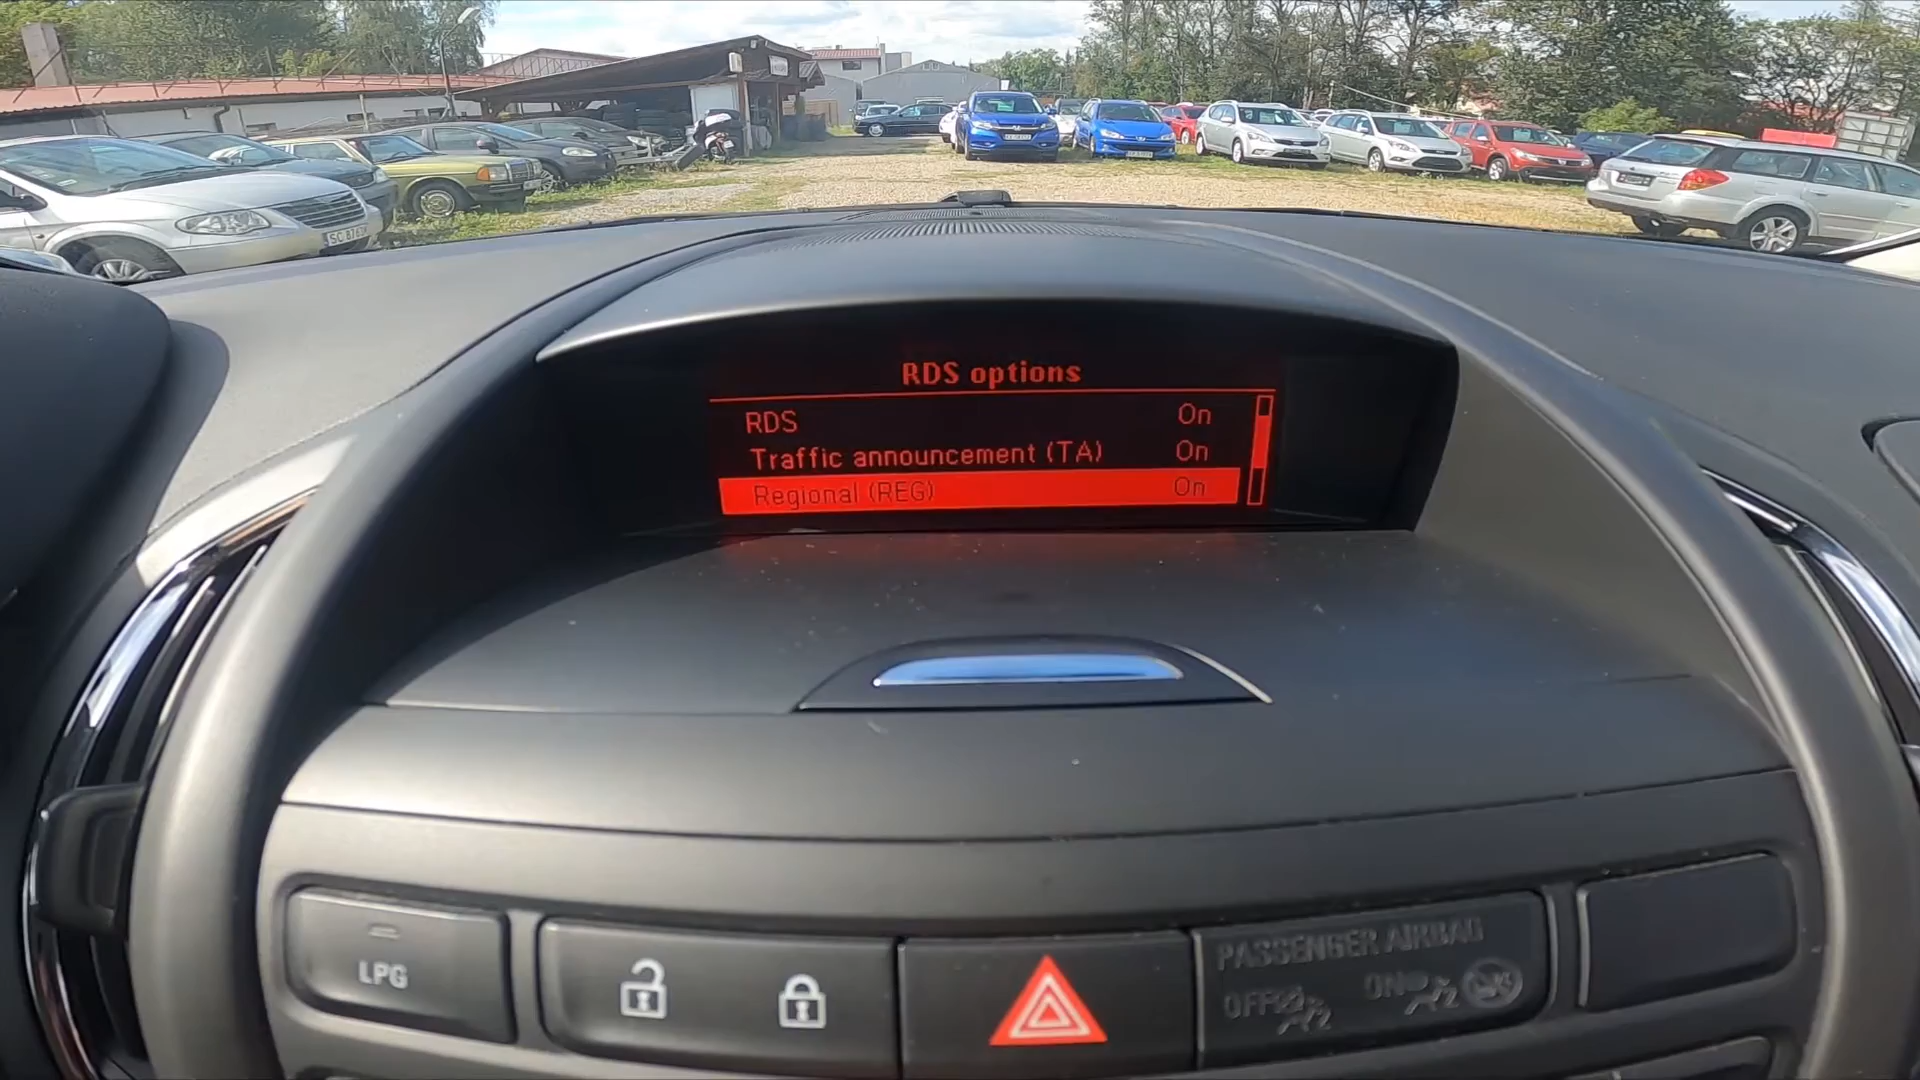 RDS options
RDS On
Traffic announcement (TA) On
Regional (REG) On
LPG
PASSENGER AIRBAG
OFF ON